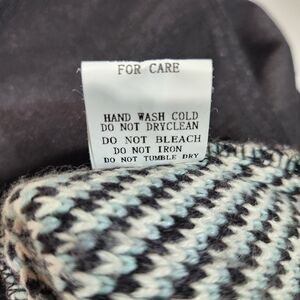 FOR CARE
HAND WASH COLD
DO NOT DRYCLEAN
DO NOT BLEACH
DO NOT IRON
DO NOT TUMBLE DRY